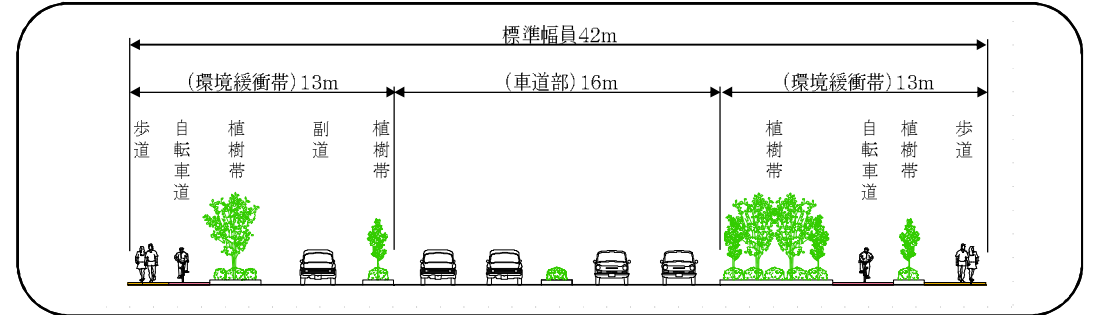 標準幅員42m
(環境緩衝帯)13m
(車道部)16m
(環境緩衝帯)13m
歩道
自転車道
植樹帯
副道
植樹帯
植樹帯
自転車道
植樹帯
歩道